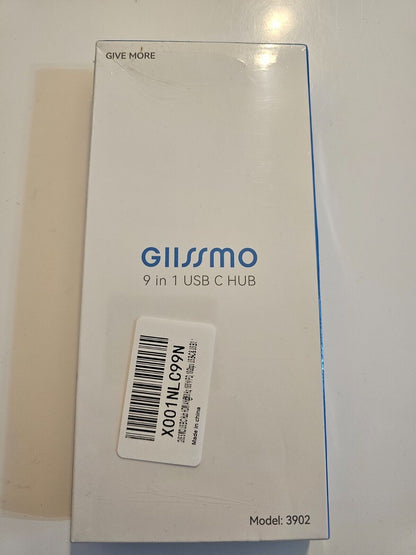 GIVE MORE
GIISSMO
9 in 1 USB C HUB
X001NLC99N
Made in china
Model: 3902